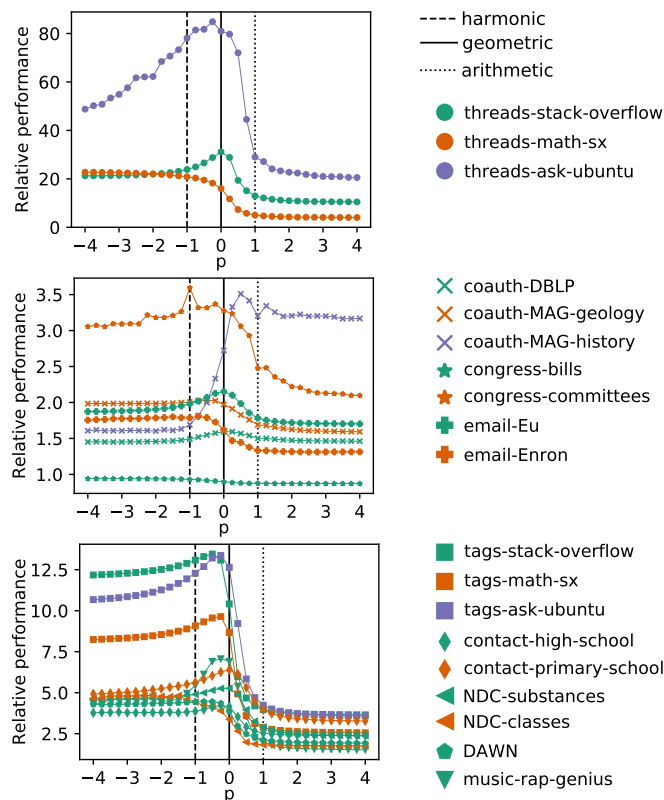 80
60
40
20
0
Relative performance
−4 −3 −2 −1 0 1 2 3 4
p
harmonic
geometric
arithmetic
threads-stack-overflow
threads-math-sx
threads-ask-ubuntu
3.5
3.0
2.5
2.0
1.5
1.0
Relative performance
−4 −3 −2 −1 0 1 2 3 4
p
coauth-DBLP
coauth-MAG-geology
coauth-MAG-history
congress-bills
congress-committees
email-Eu
email-Enron
12.5
10.0
7.5
5.0
2.5
Relative performance
−4 −3 −2 −1 0 1 2 3 4
p
tags-stack-overflow
tags-math-sx
tags-ask-ubuntu
contact-high-school
contact-primary-school
NDC-substances
NDC-classes
DAWN
music-rap-genius